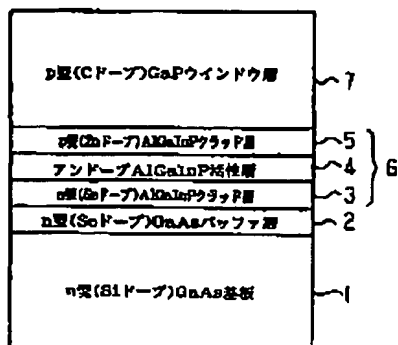 p型(Cドープ)GaPウインドウ層
7
p型(Znドープ)AlGaInPクラッド層
5
アンドープAlGaInP活性層
4
6
n型(Seドープ)AlGaInPクラッド層
3
n型(Seドープ)GaAsバッファ層
2
n型(Siドープ)GaAs基板
1